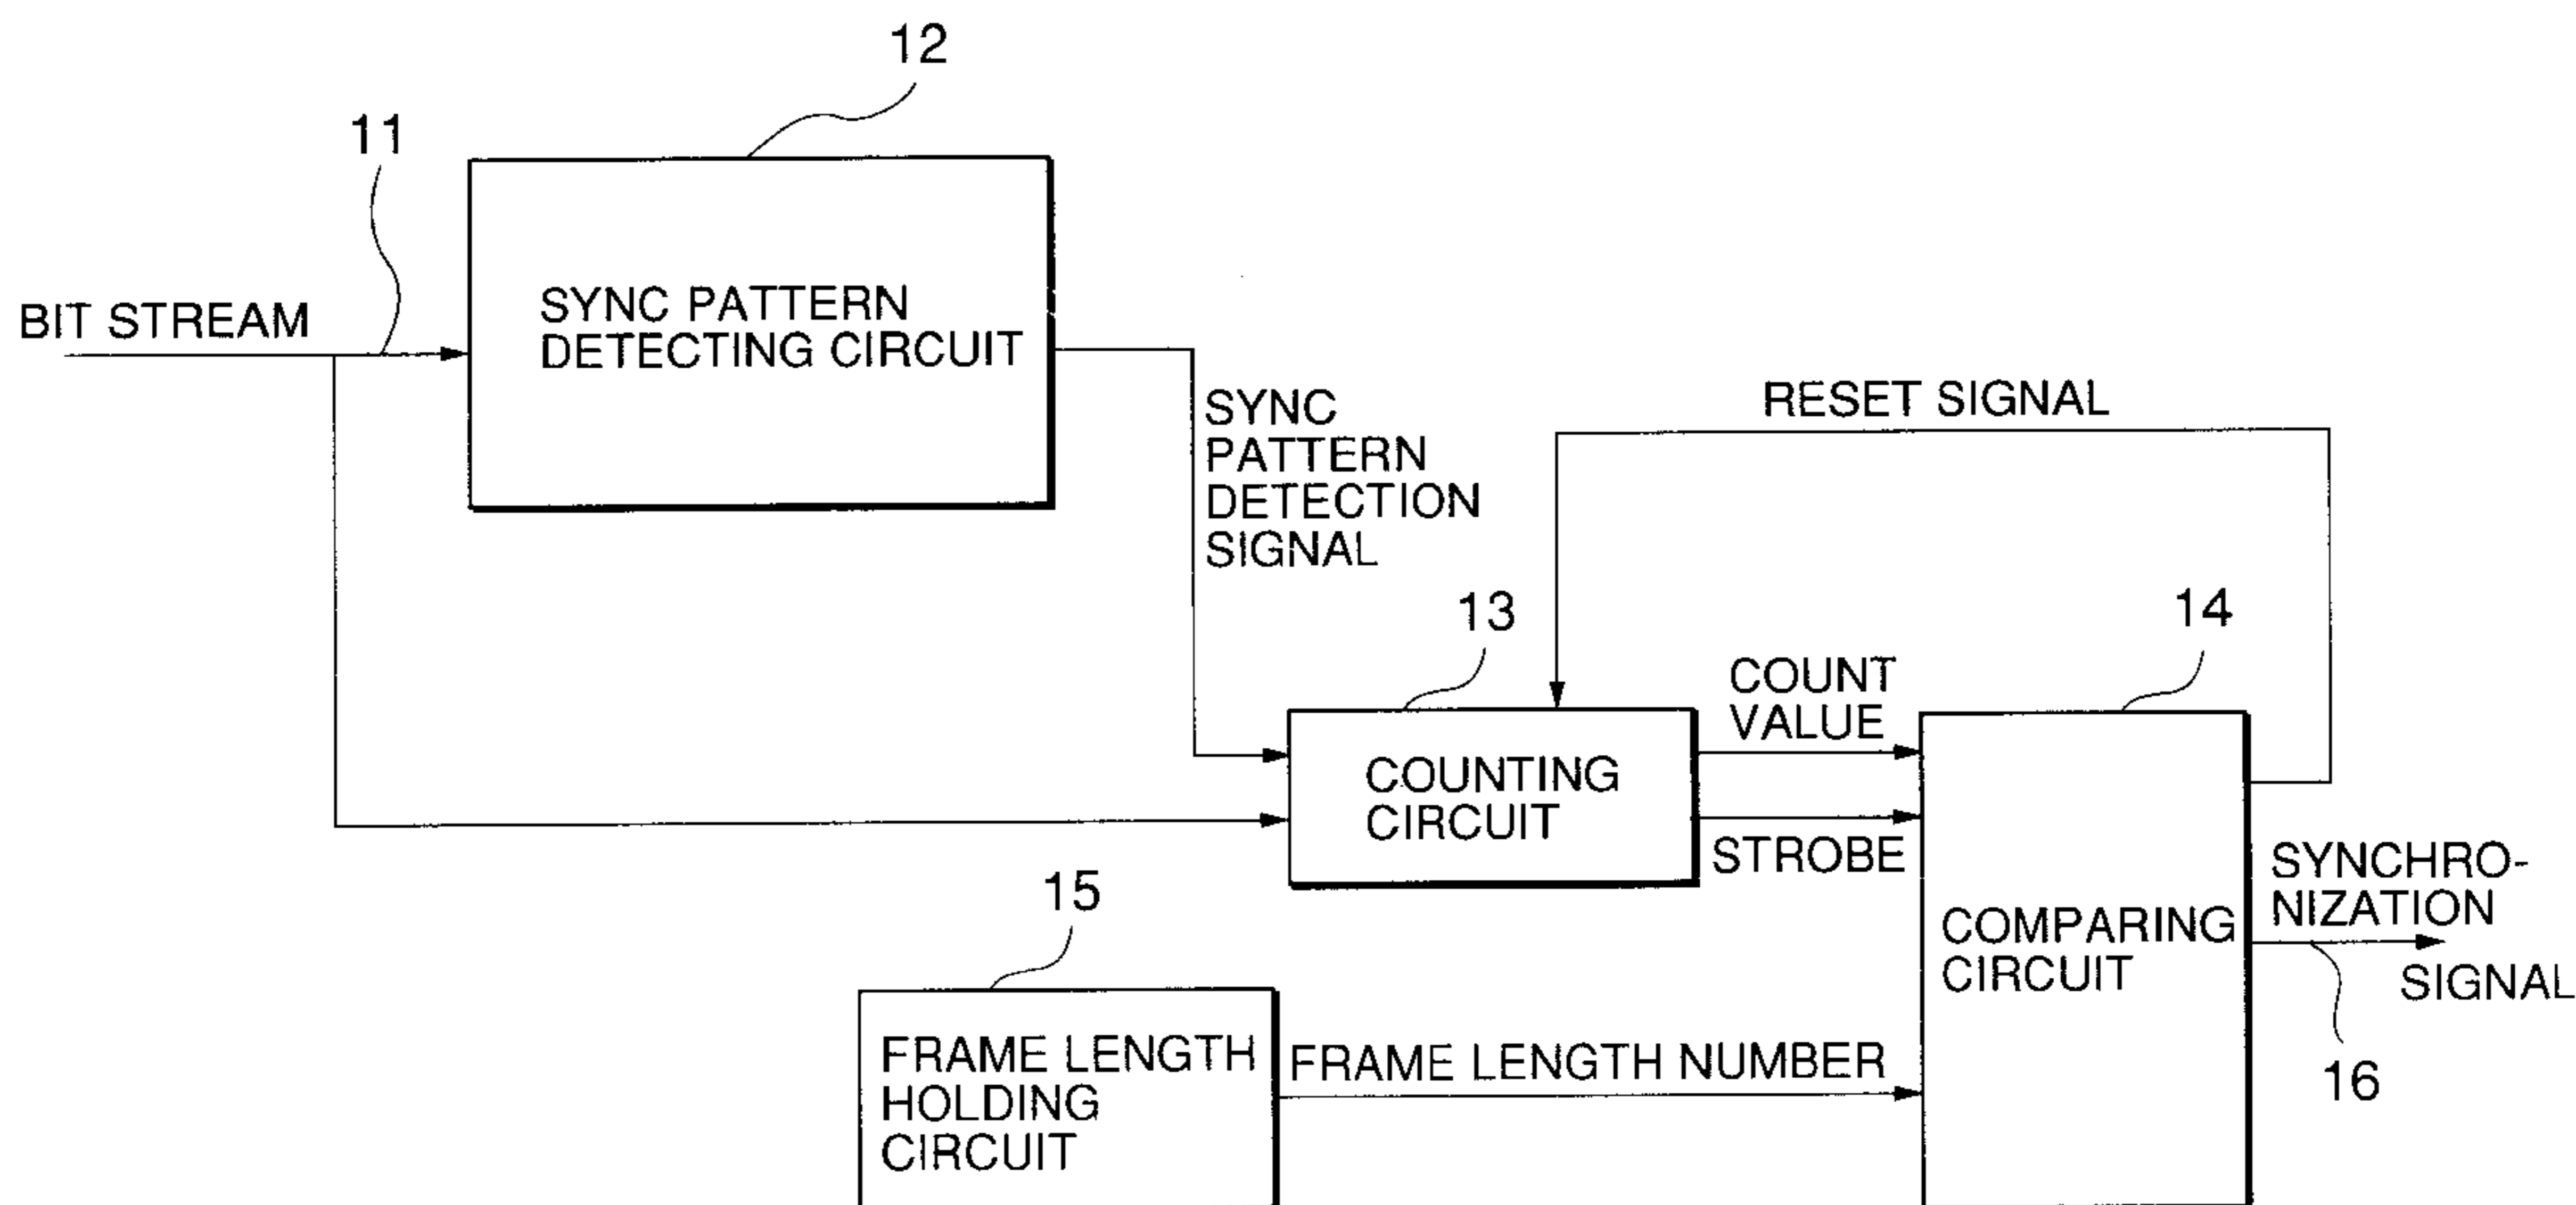 12
11
BIT STREAM
SYNC PATTERN
DETECTING CIRCUIT
SYNC
PATTERN
DETECTION
SIGNAL
RESET SIGNAL
13
14
COUNT
VALUE
COUNTING
CIRCUIT
STROBE
SYNCHRO-
NIZATION
SIGNAL
COMPARING
CIRCUIT
15
16
FRAME LENGTH
HOLDING
CIRCUIT
FRAME LENGTH NUMBER